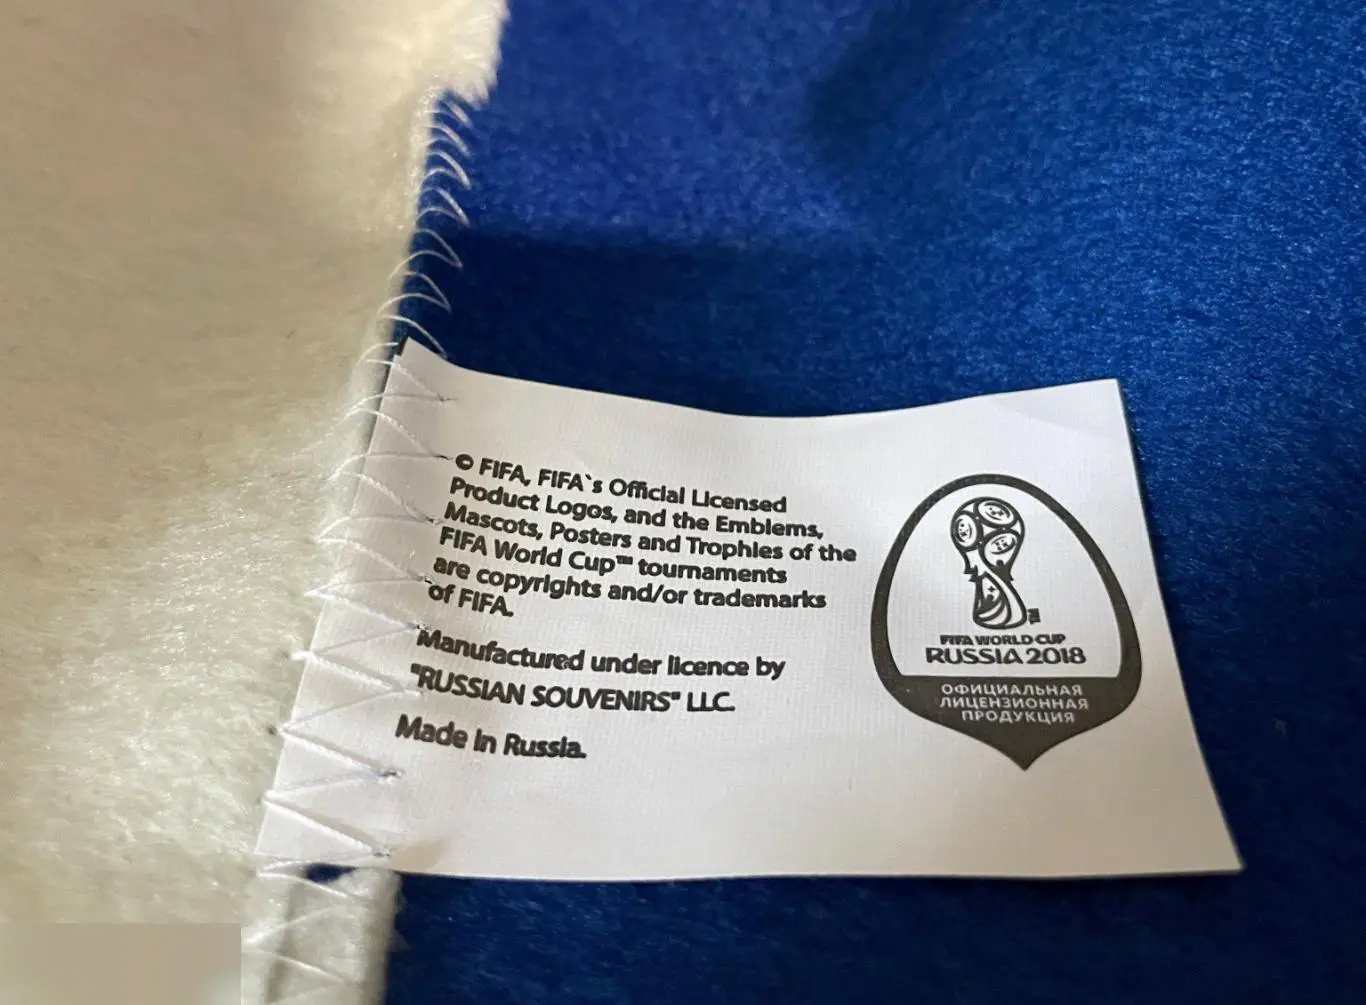 © FIFA, FIFA`s Official Licensed
Product Logos, and the Emblems,
Mascots, Posters and Trophies of the
FIFA World Cup™ tournaments
are copyrights and/or trademarks
of FIFA.
Manufactured under licence by
"RUSSIAN SOUVENIRS" LLC.
Made in Russia.
TM
FIFA WORLD CUP
RUSSIA 2018
ОФИЦИАЛЬНАЯ
ЛИЦЕНЗИОННАЯ
ПРОДУКЦИЯ